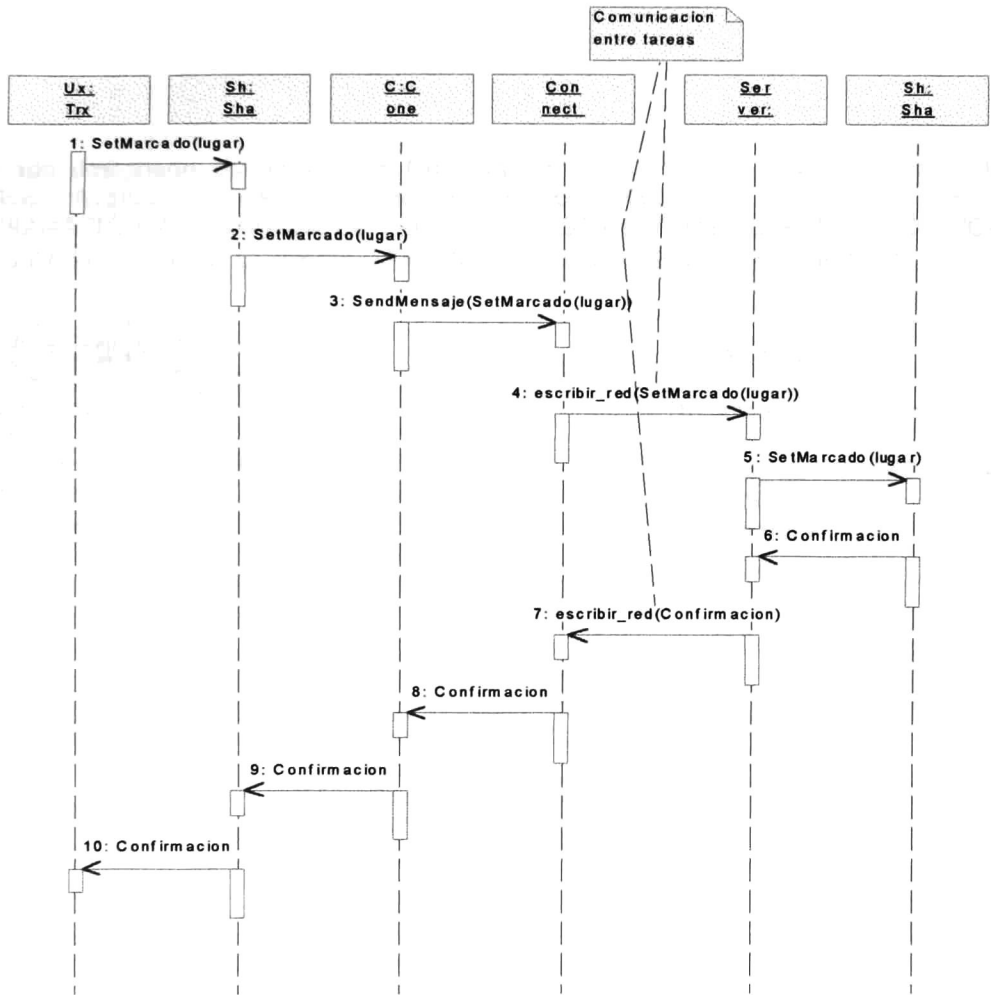 Comunicacion
entre tareas
Ux:
Trx
Sh:
Sha
C:C
one
Con
nect
Ser
ver:
Sh:
Sha
1: SetMarcado(lugar)
2: SetMarcado(lugar)
3: SendMensaje(SetMarcado(lugar))
4: escribir_red(SetMarcado(lugar))
5: SetMarcado(lugar)
6: Confirmacion
7: escribir_red(Confirmacion)
8: Confirmacion
9: Confirmacion
10: Confirmacion